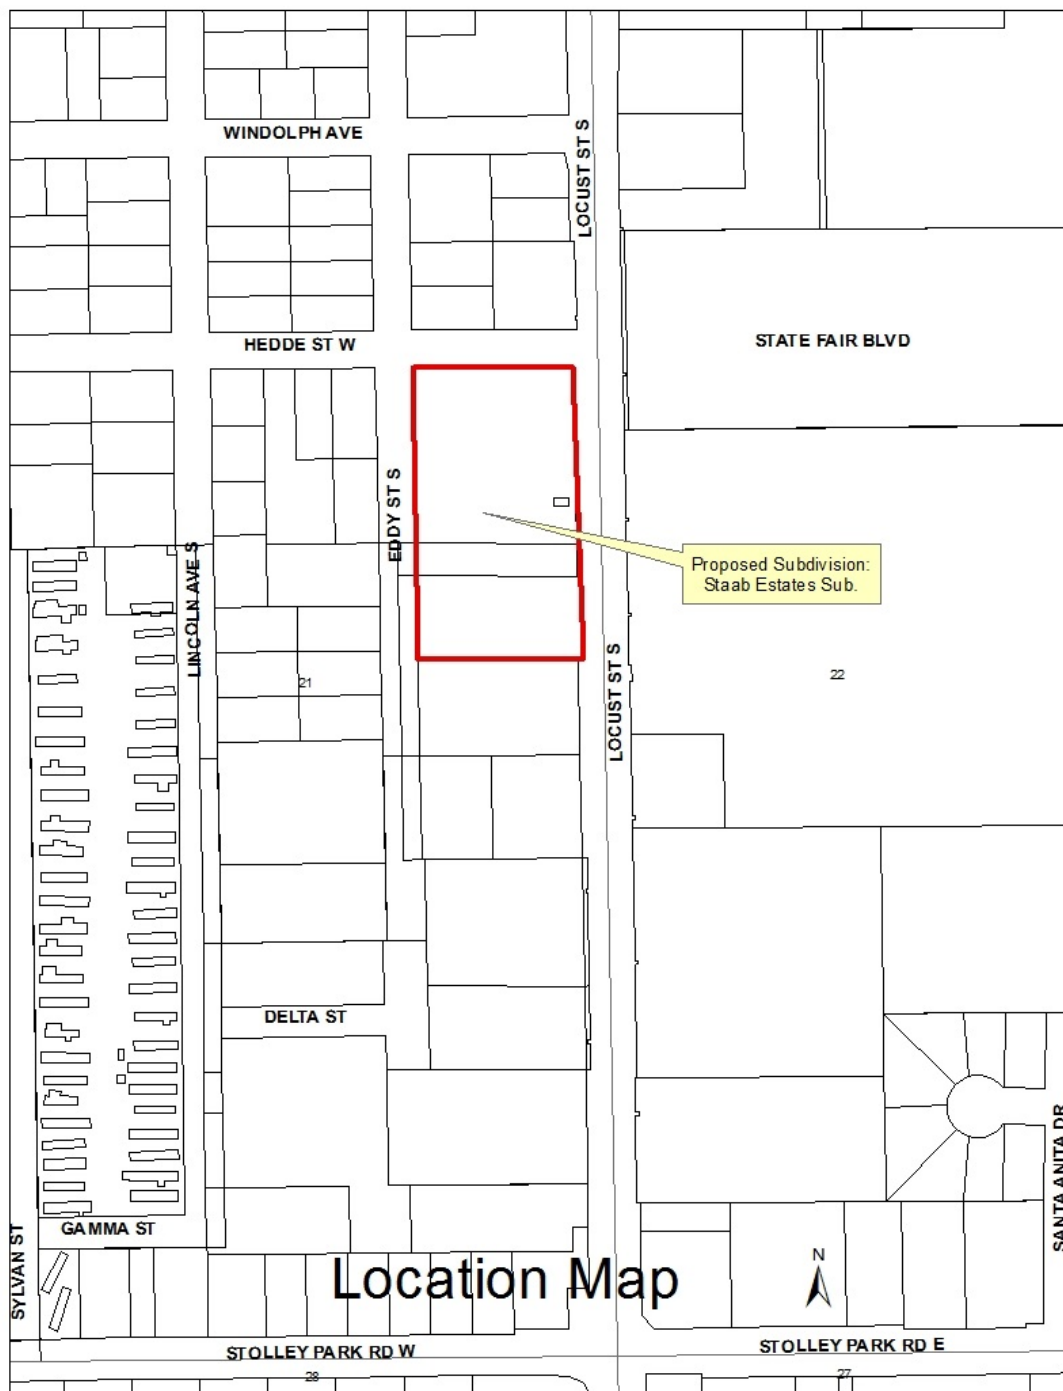 WINDOLPH AVE
LOCUST ST S
HEDDE ST W
STATE FAIR BLVD
EDDY ST S
Proposed Subdivision:
Staab Estates Sub.
LINCOLN AVE S
21
22
LOCUST ST S
DELTA ST
SANTA ANITA DR
GAMMA ST
SYLVAN ST
Location Map
N
STOLLEY PARK RD W
STOLLEY PARK RD E
28
27